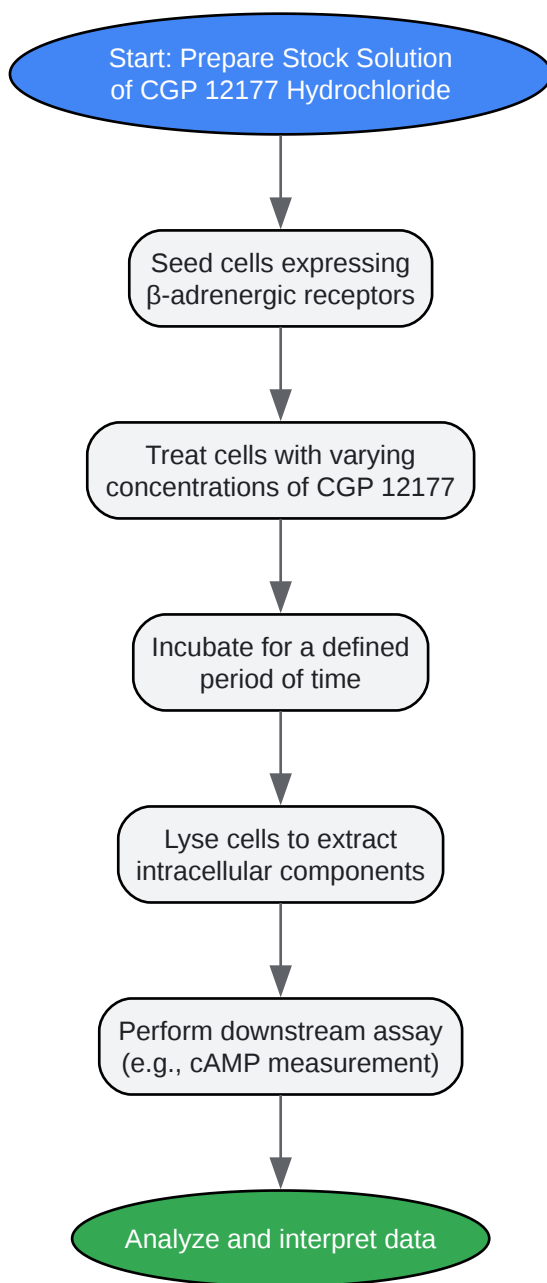 Start: Prepare Stock Solution
of CGP 12177 Hydrochloride
Seed cells expressing
β-adrenergic receptors
Treat cells with varying
concentrations of CGP 12177
Incubate for a defined
period of time
Lyse cells to extract
intracellular components
Perform downstream assay
(e.g., cAMP measurement)
Analyze and interpret data